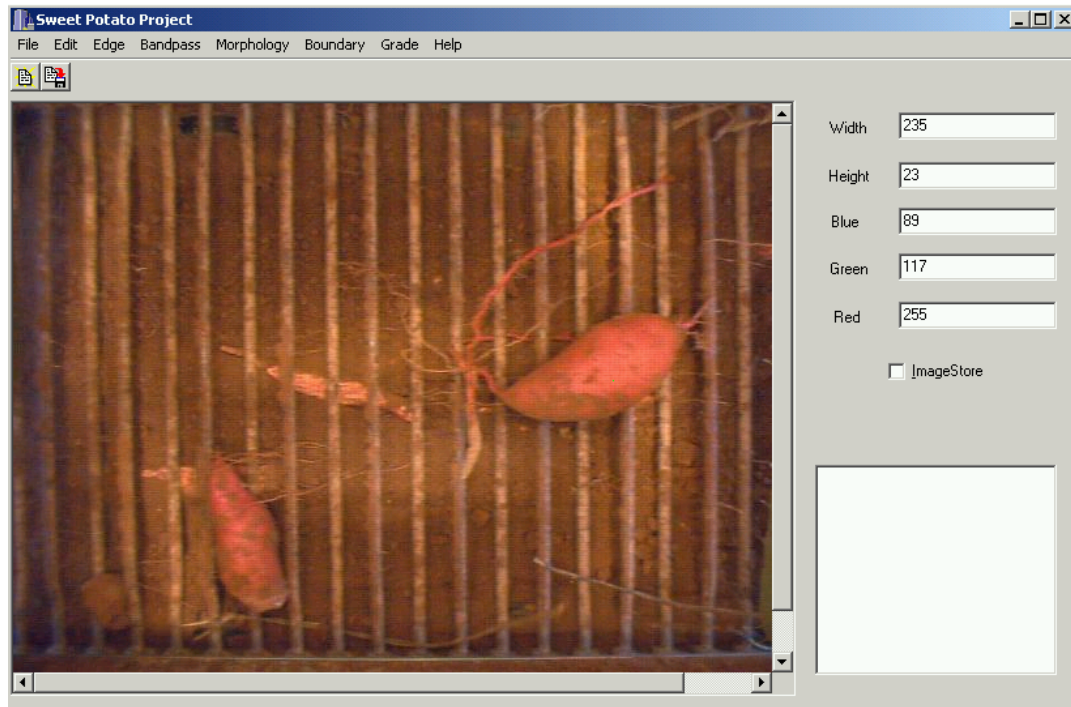 Sweet Potato Project
File Edit Edge Bandpass Morphology Boundary Grade Help
Width 235
Height 23
Blue 89
Green 117
Red 255
ImageStore